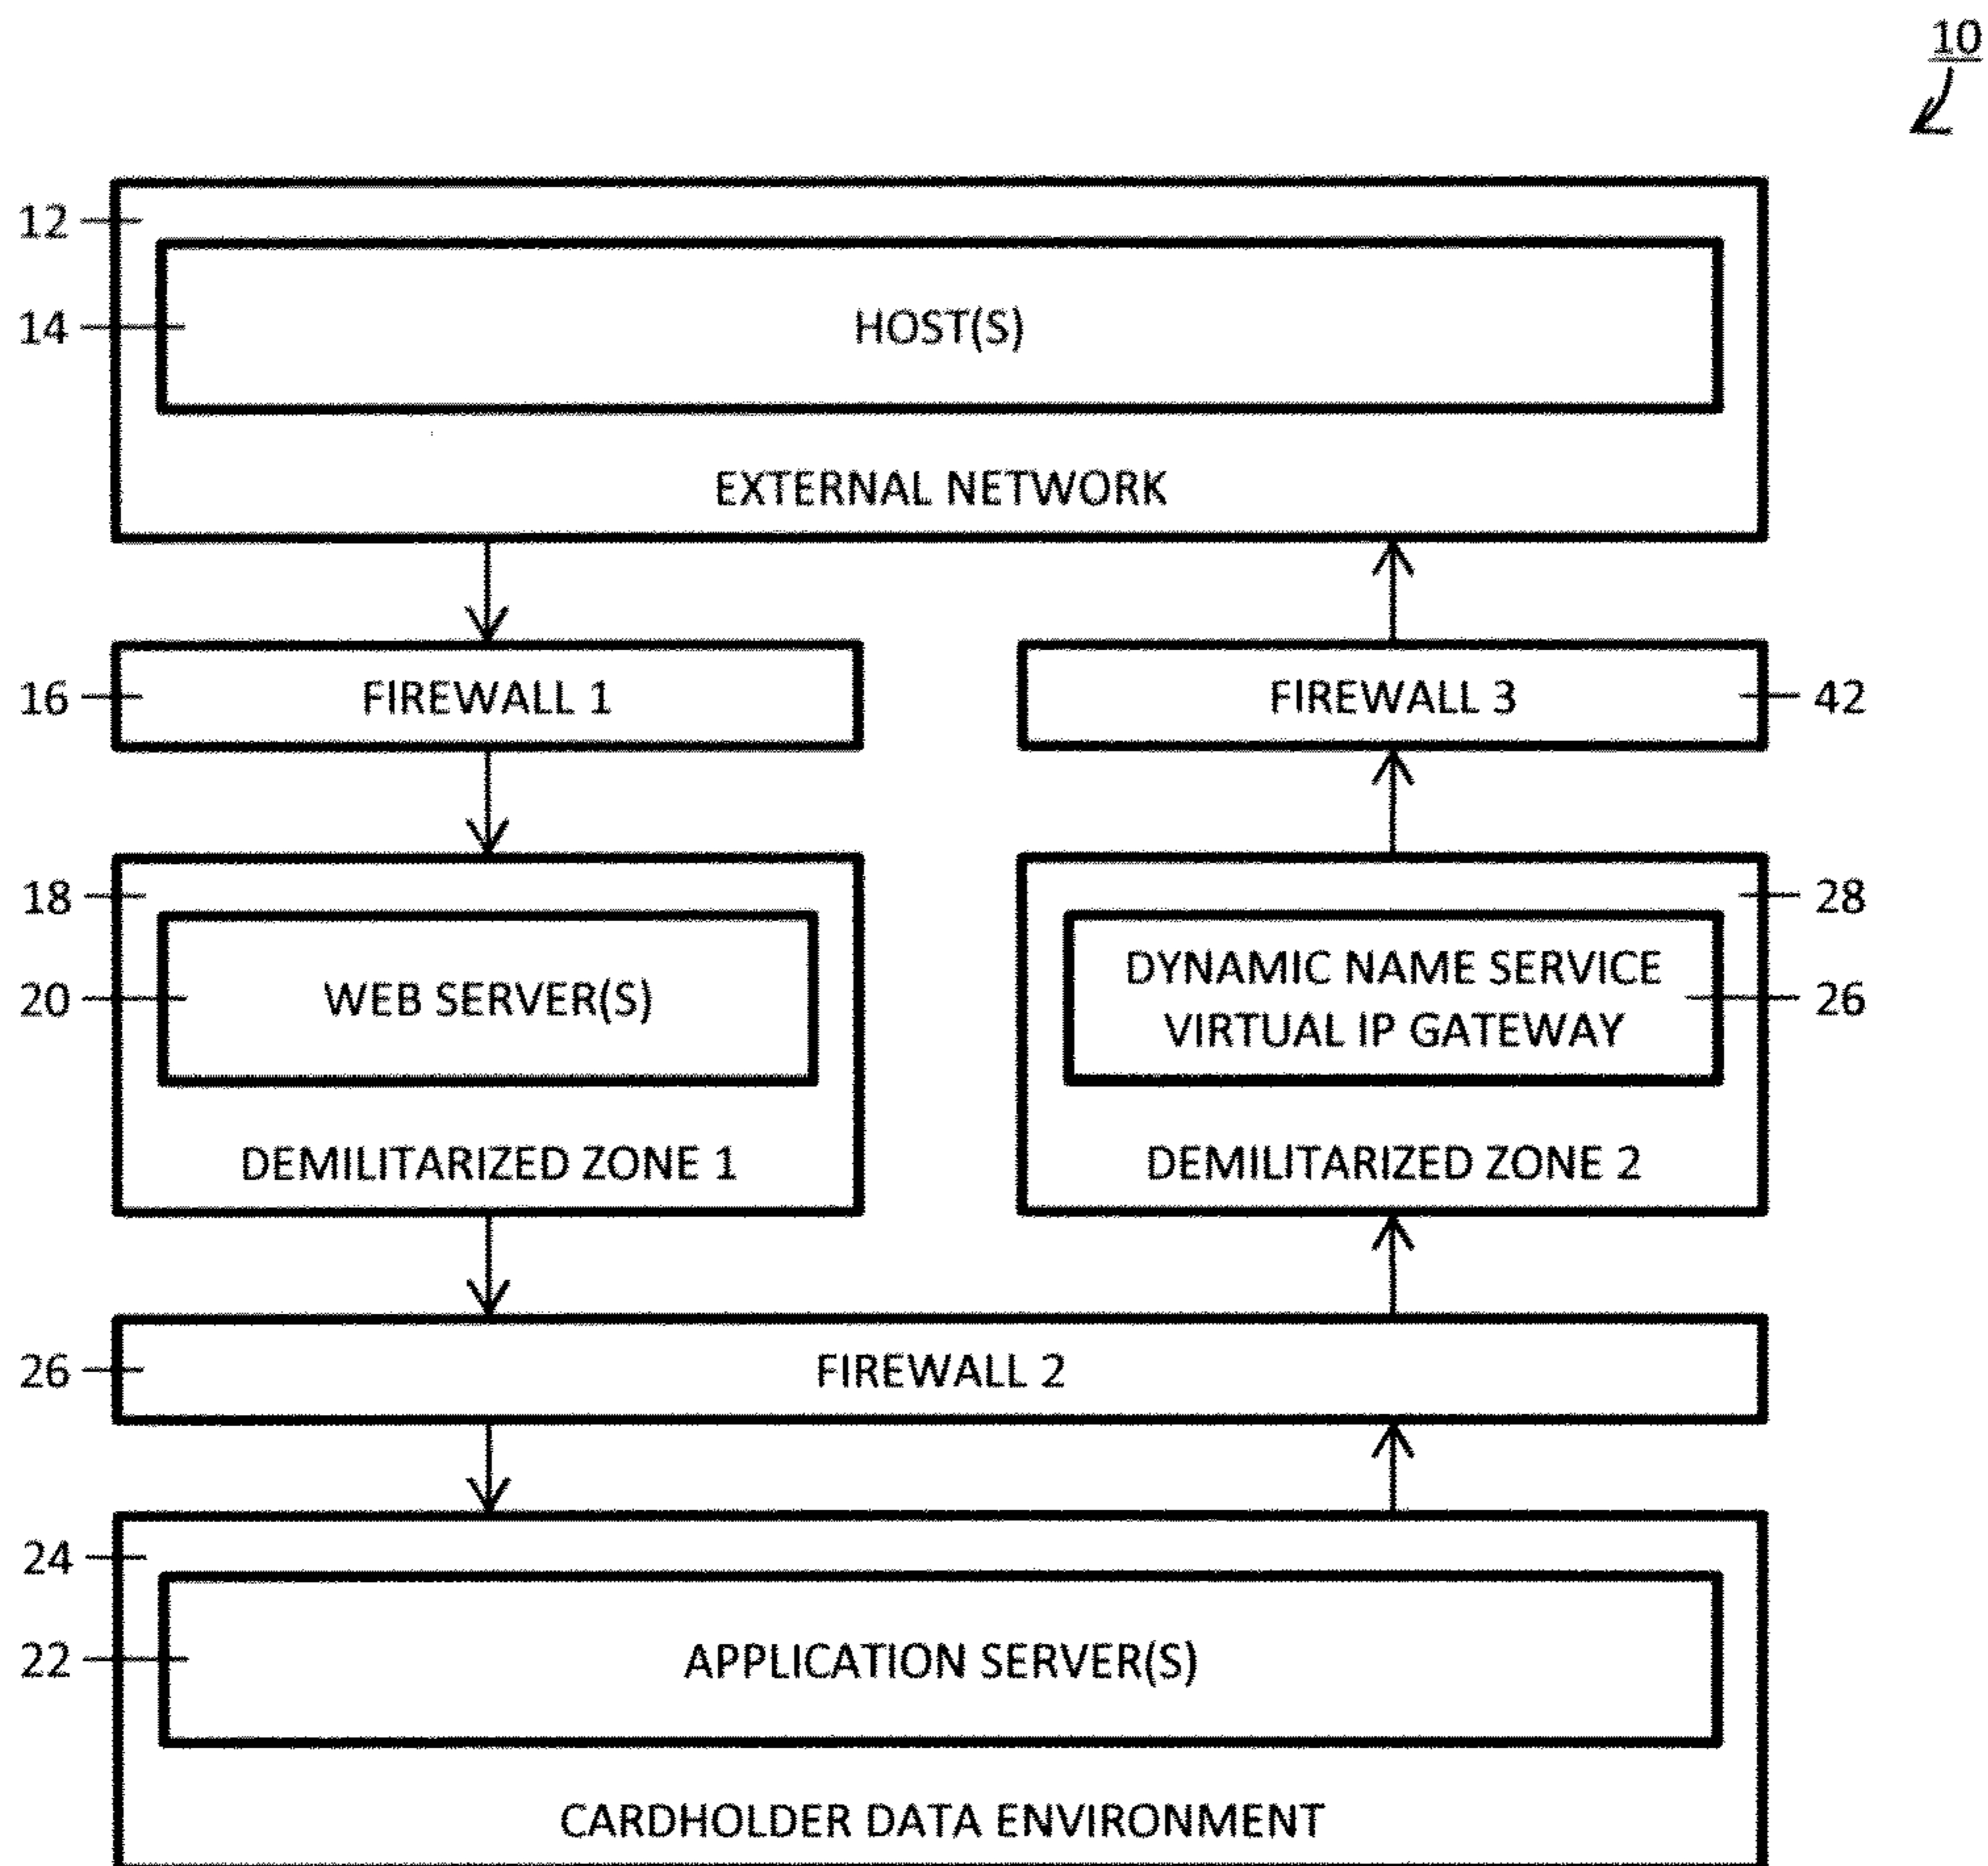 10
12
14
HOST(S)
EXTERNAL NETWORK
16
FIREWALL 1
FIREWALL 3
42
18
28
20
WEB SERVER(S)
DYNAMIC NAME SERVICE
VIRTUAL IP GATEWAY
26
DEMILITARIZED ZONE 1
DEMILITARIZED ZONE 2
26
FIREWALL 2
24
22
APPLICATION SERVER(S)
CARDHOLDER DATA ENVIRONMENT